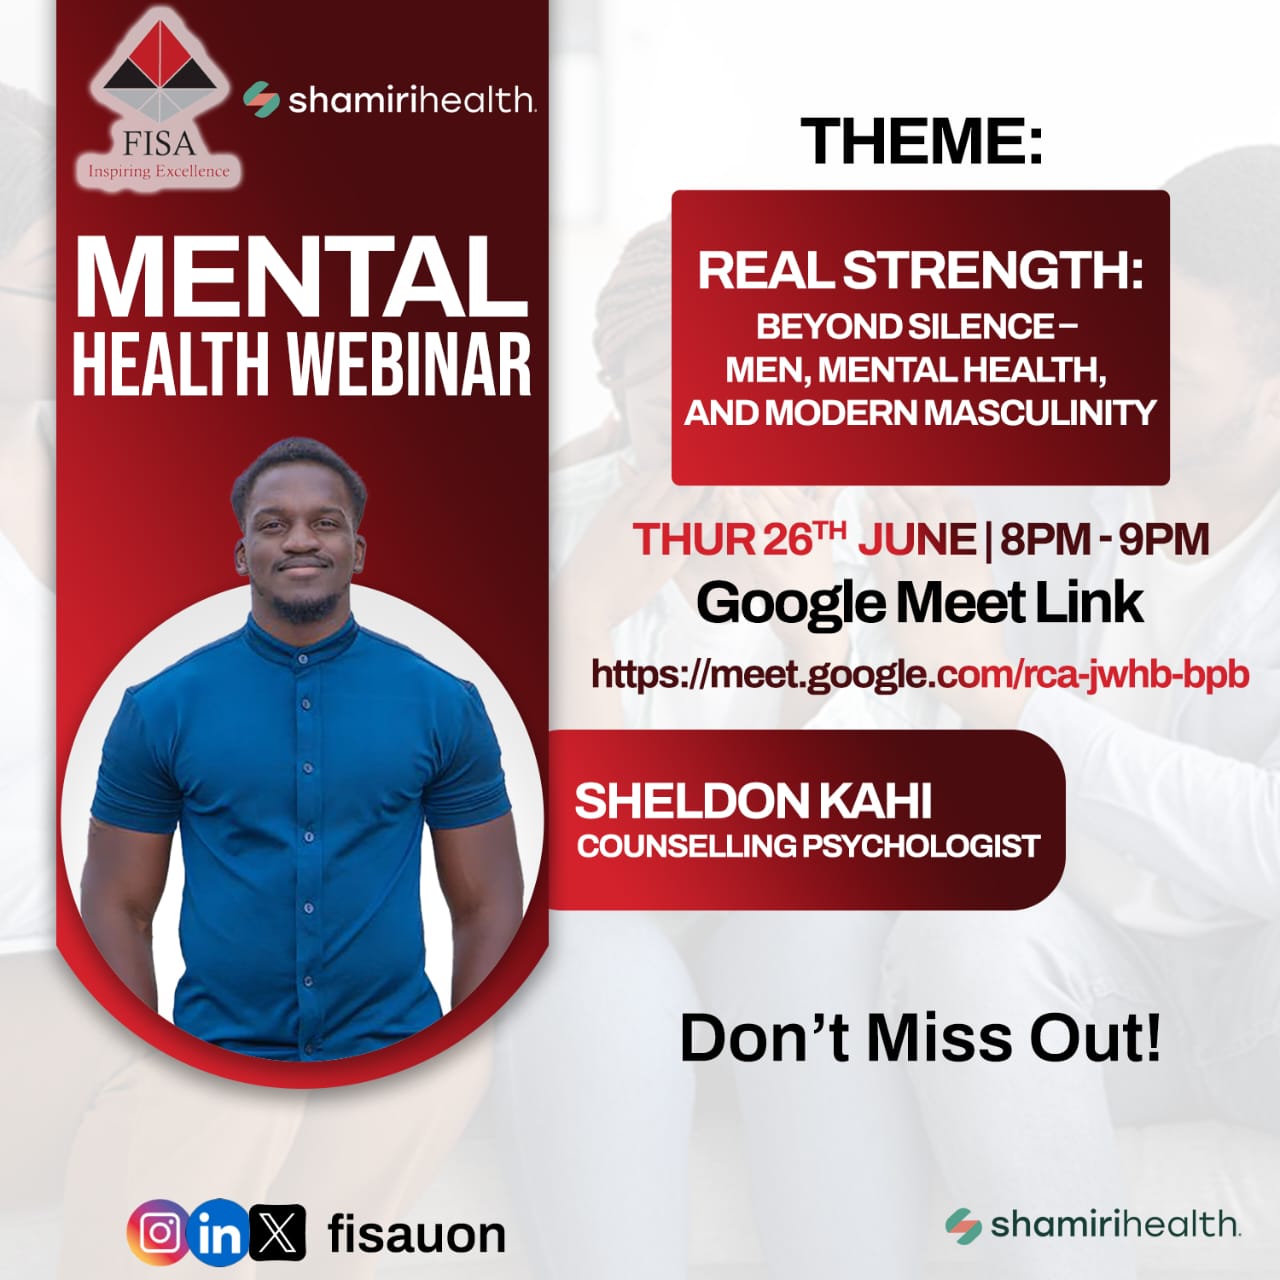 FISA
Inspiring Excellence
shamirihealth.
MENTAL
HEALTH WEBINAR
THEME:
REAL STRENGTH:
BEYOND SILENCE –
MEN, MENTAL HEALTH,
AND MODERN MASCULINITY
THUR 26TH JUNE | 8PM - 9PM
Google Meet Link
https://meet.google.com/rca-jwhb-bpb
SHELDON KAHI
COUNSELLING PSYCHOLOGIST
Don’t Miss Out!
in X fisauon
shamirihealth.